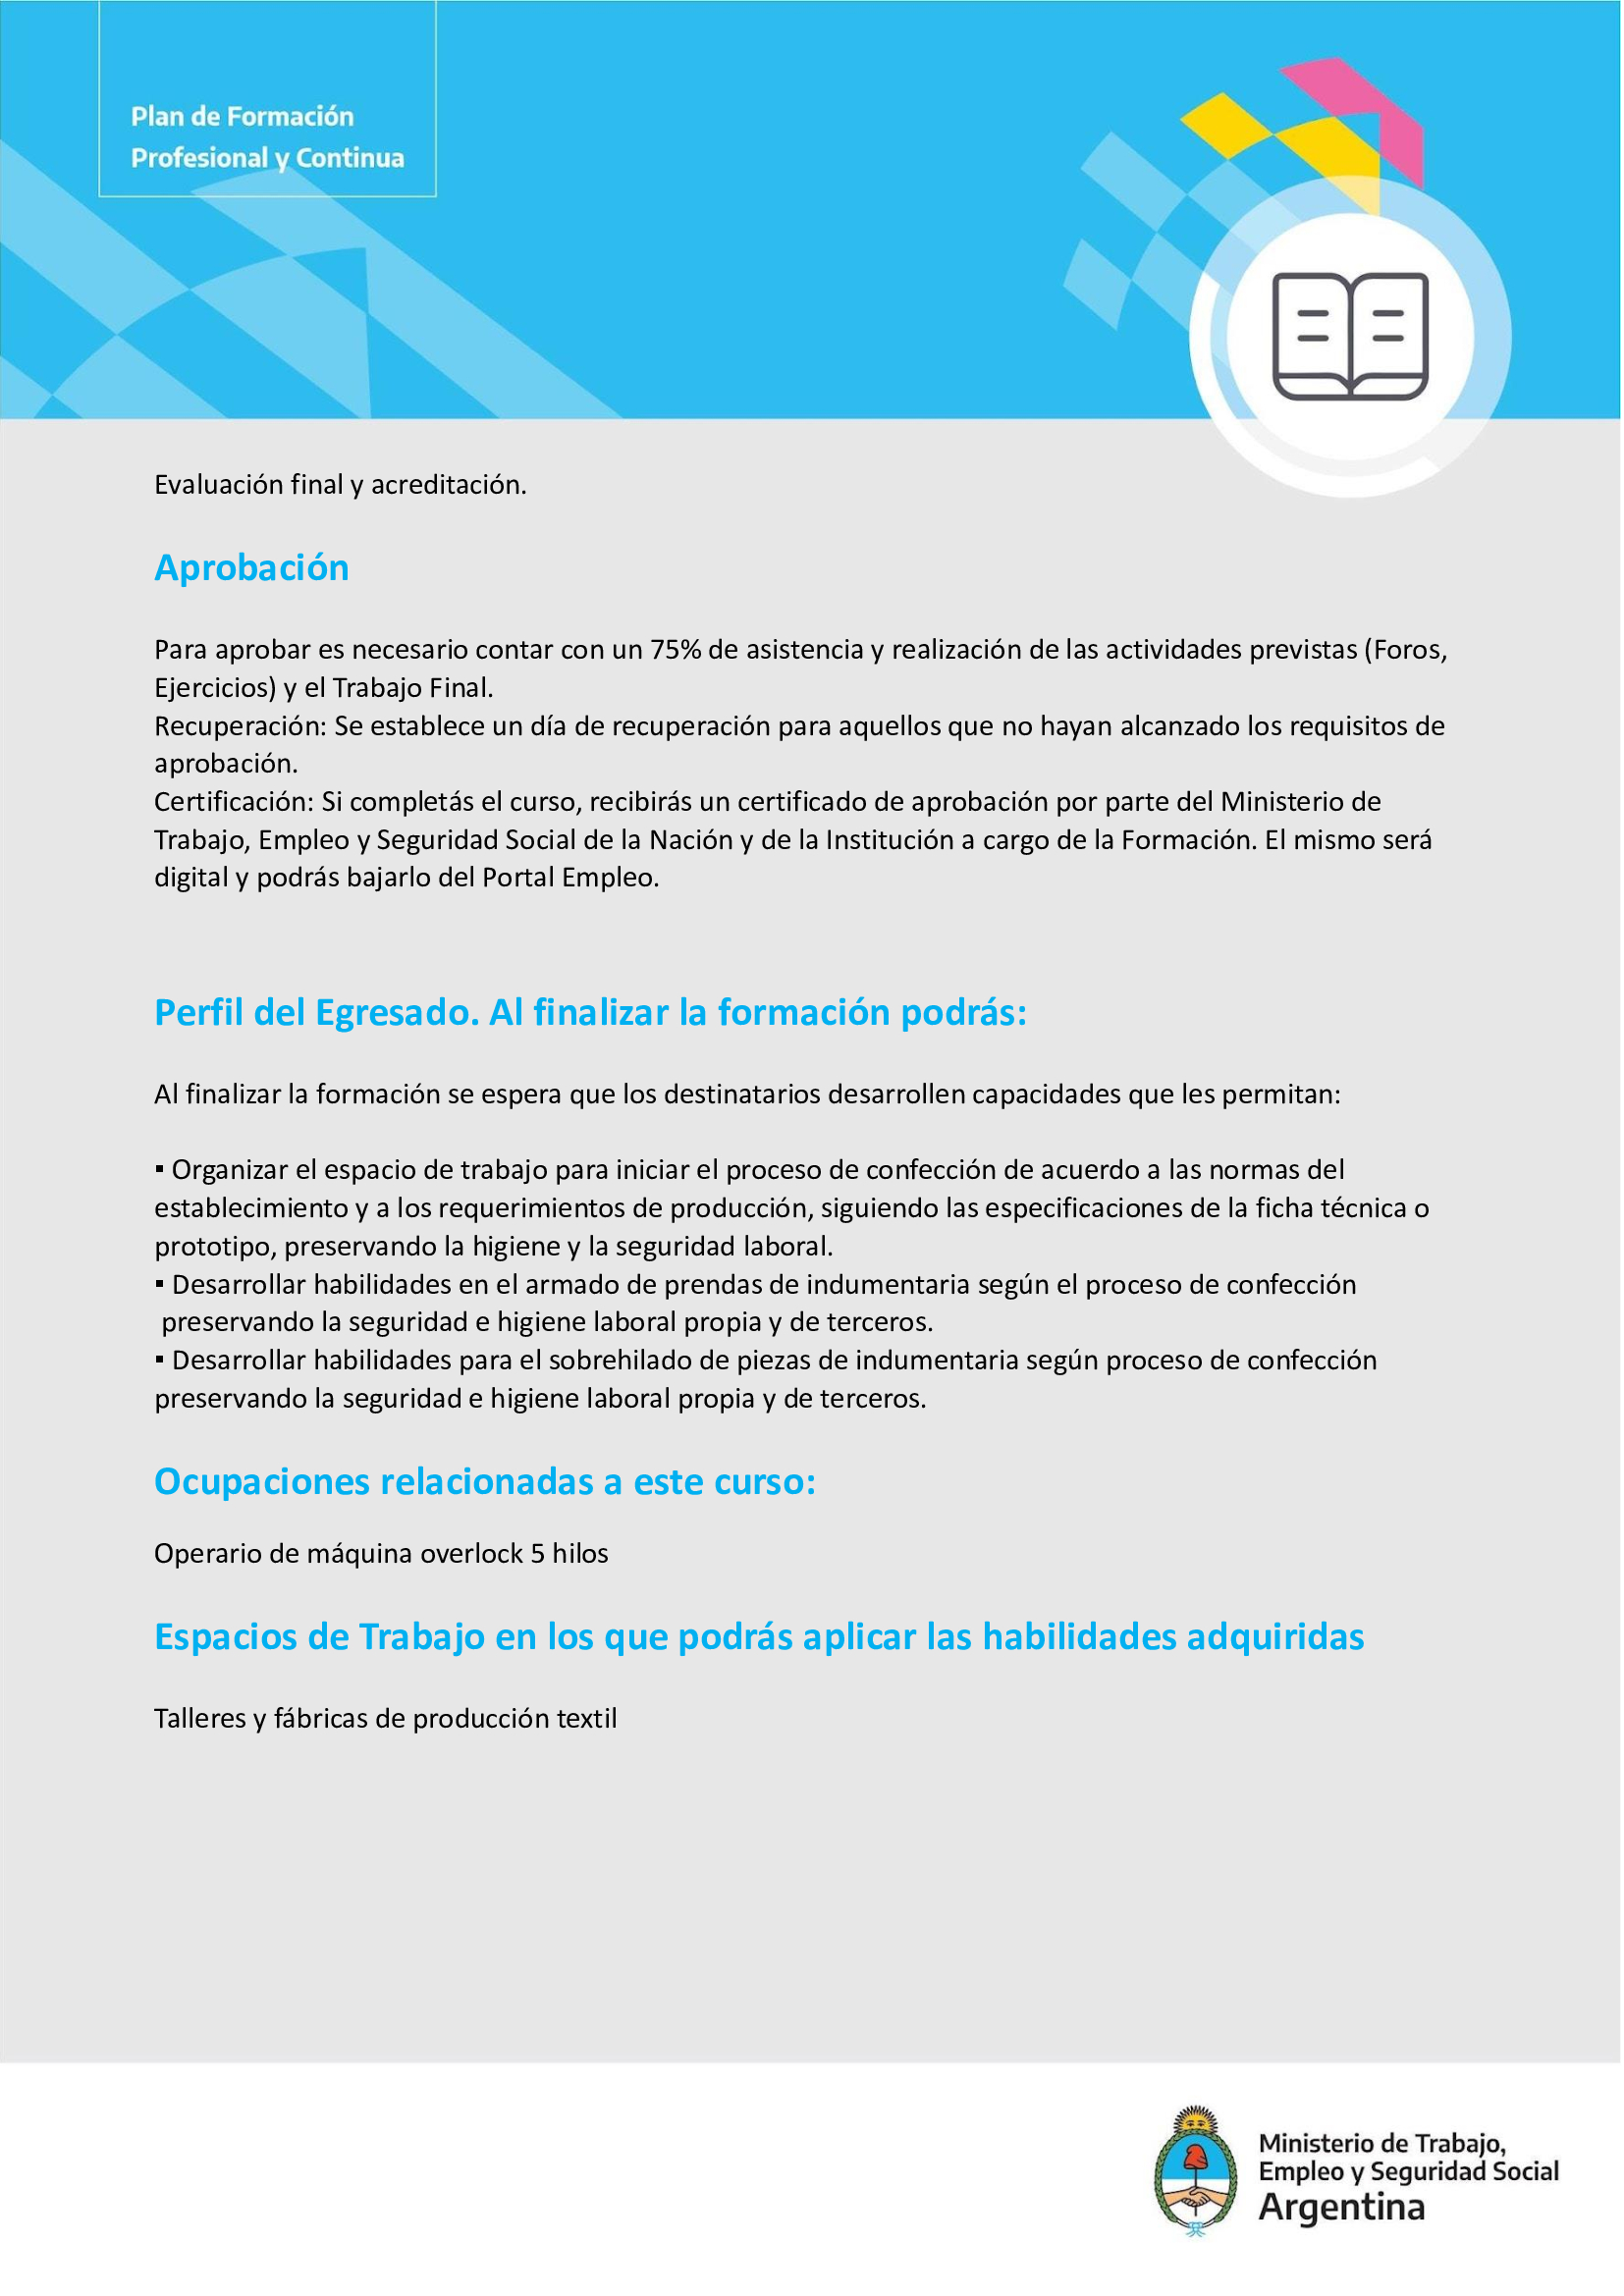 Plan de Formación
Profesional y Continua
Evaluación final y acreditación.
Aprobación
Para aprobar es necesario contar con un 75% de asistencia y realización de las actividades previstas (Foros,
Ejercicios) y el Trabajo Final.
Recuperación: Se establece un día de recuperación para aquellos que no hayan alcanzado los requisitos de
aprobación.
Certificación: Si completás el curso, recibirás un certificado de aprobación por parte del Ministerio de
Trabajo, Empleo y Seguridad Social de la Nación y de la Institución a cargo de la Formación. El mismo será
digital y podrás bajarlo del Portal Empleo.
Perfil del Egresado. Al finalizar la formación podrás:
Al finalizar la formación se espera que los destinatarios desarrollen capacidades que les permitan:
▪ Organizar el espacio de trabajo para iniciar el proceso de confección de acuerdo a las normas del
establecimiento y a los requerimientos de producción, siguiendo las especificaciones de la ficha técnica o
prototipo, preservando la higiene y la seguridad laboral.
▪ Desarrollar habilidades en el armado de prendas de indumentaria según el proceso de confección
preservando la seguridad e higiene laboral propia y de terceros.
▪ Desarrollar habilidades para el sobrehilado de piezas de indumentaria según proceso de confección
preservando la seguridad e higiene laboral propia y de terceros.
Ocupaciones relacionadas a este curso:
Operario de máquina overlock 5 hilos
Espacios de Trabajo en los que podrás aplicar las habilidades adquiridas
Talleres y fábricas de producción textil
Ministerio de Trabajo,
Empleo y Seguridad Social
Argentina